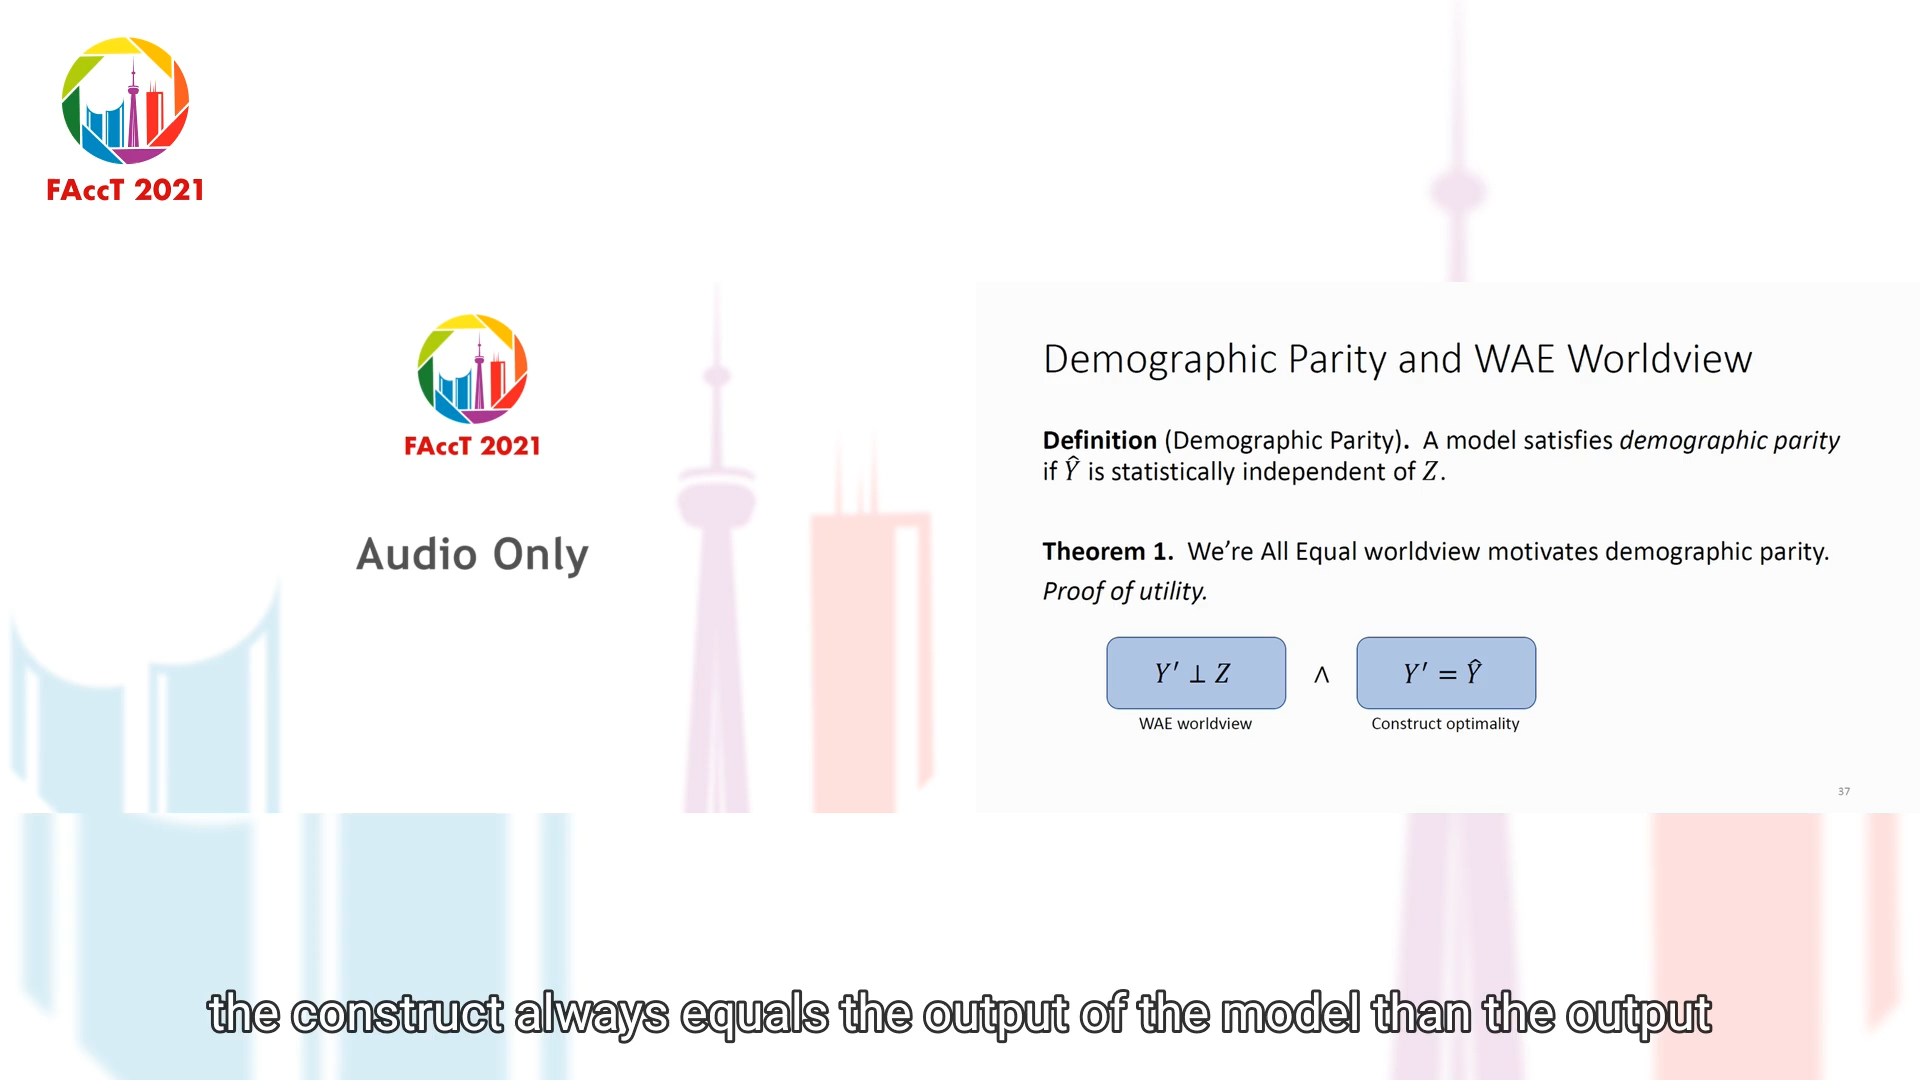 FAccT 2021
FAccT 2021
Audio Only
Demographic Parity and WAE Worldview
Definition (Demographic Parity). A model satisfies demographic parity
if Ŷ is statistically independent of Z.
Theorem 1. We're All Equal worldview motivates demographic parity.
Proof of utility.
Y′ ⊥ Z ∧ Y′ = Ŷ
WAE worldview Construct optimality
37
the construct always equals the output of the model than the output